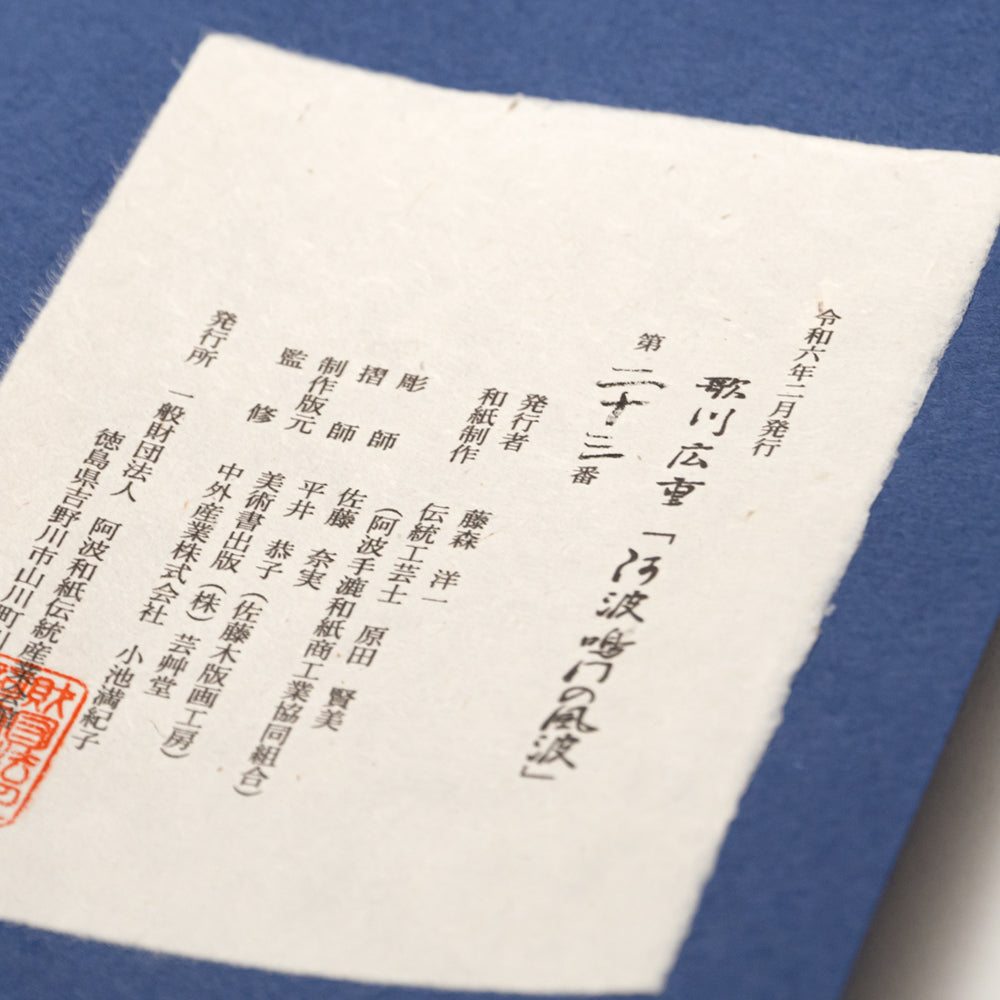 令和六年二月発行
歌川広重「阿波鳴門の風波」
第二十三番
発行者 藤森 洋一
和紙制作 伝統工芸士 原田 賢美
(阿波手漉和紙商工業協同組合)
彫師 佐藤 奈実
摺師 平井 恭子(佐藤木版画工房)
制作版元 美術書出版(株)芸艸堂
監修 中外産業株式会社 小池満紀子
発行所 一般財団法人 阿波和紙伝統産業会館
徳島県吉野川市山川町川